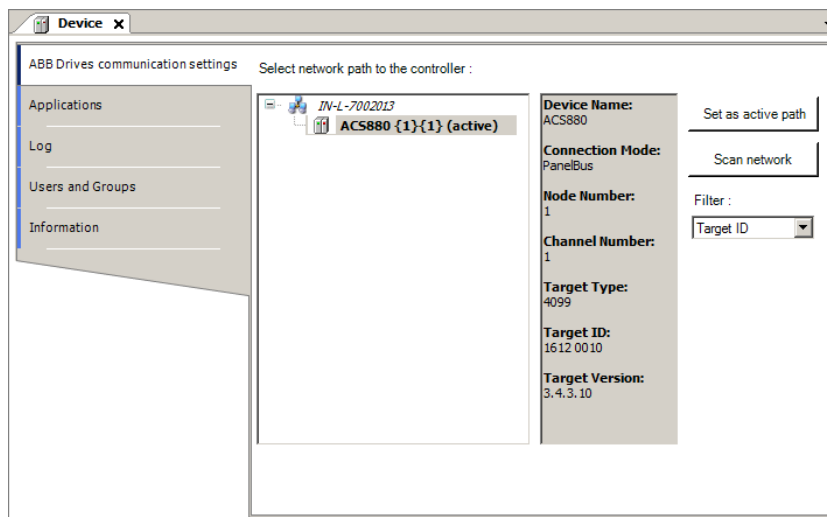 Device
ABB Drives communication settings
Applications
Log
Users and Groups
Information
Select network path to the controller :
IN-L-7002013
ACS880 {1}{1} (active)
Device Name:
ACS880
Connection Mode:
PanelBus
Node Number:
1
Channel Number:
1
Target Type:
4099
Target ID:
1612 0010
Target Version:
3.4.3.10
Set as active path
Scan network
Filter :
Target ID